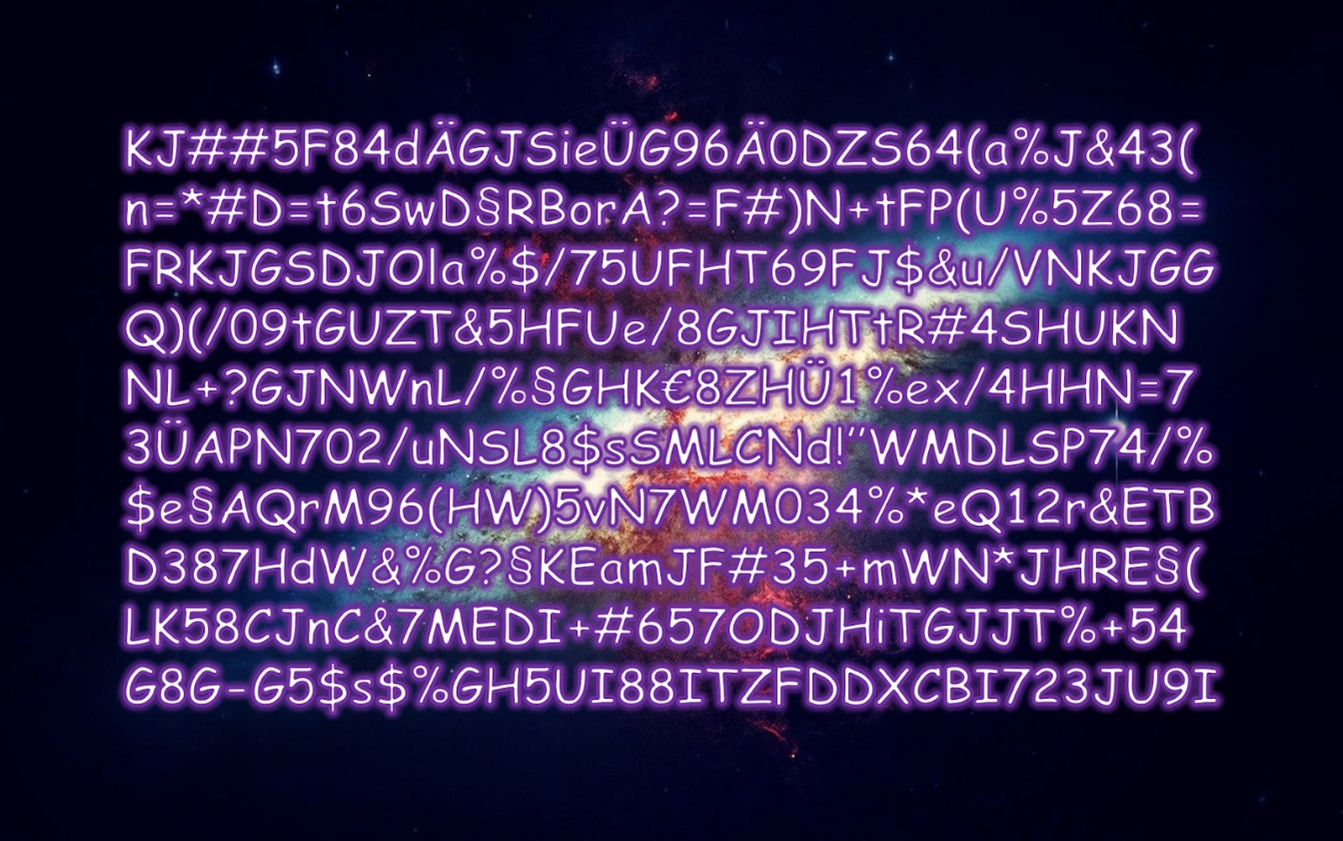 KJ##5F84dÄGJSieÜG96Ä0DZS64(a%J&43(
n=*#D=t6SwD§RBorA?=F#)N+tFP(U%5Z68=
FRKJGSDJOla%$/75UFHT69FJ$&u/VNKJGG
Q)(/09tGUZT&5HFUe/8GJIHTtR#4SHUKN
NL+?GJNWnL/%§GHK€8ZHÜ1%ex/4HHN=7
3ÜAPN702/uNSL8$sSMLCNd!"WMDLSP74/%
$e§AQrM96(HW)5vN7WM034%*eQ12r&ETB
D387HdW&%G?§KEamJF#35+mWN*JHRE§(
LK58CJnC&7MEDI+#657ODJHiTGJJT%+54
G8G-G5$s$%GH5UI88ITZFDDXCBI723JU9I